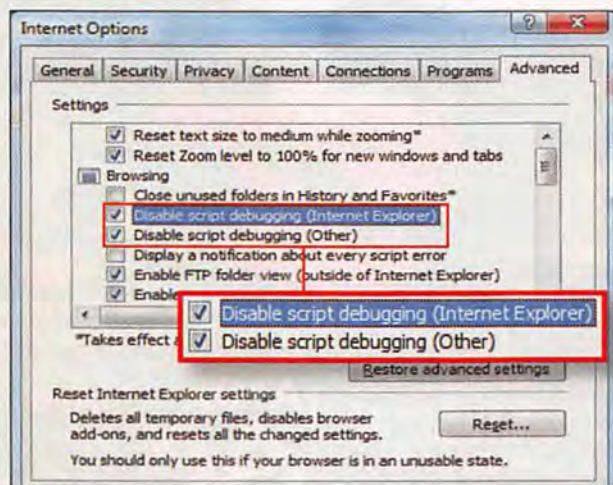 Internet Options
General Security Privacy Content Connections Programs Advanced
Settings
Reset text size to medium while zooming*
Reset Zoom level to 100% for new windows and tabs
Browsing
Close unused folders in History and Favorites*
Disable script debugging (Internet Explorer)
Disable script debugging (Other)
Display a notification about every script error
Enable FTP folder view (outside of Internet Explorer)
Enable
Disable script debugging (Internet Explorer)
Disable script debugging (Other)
*Takes effect a
Restore advanced settings
Reset Internet Explorer settings
Deletes all temporary files, disables browser
add-ons, and resets all the changed settings.
Reset...
You should only use this if your browser is in an unusable state.